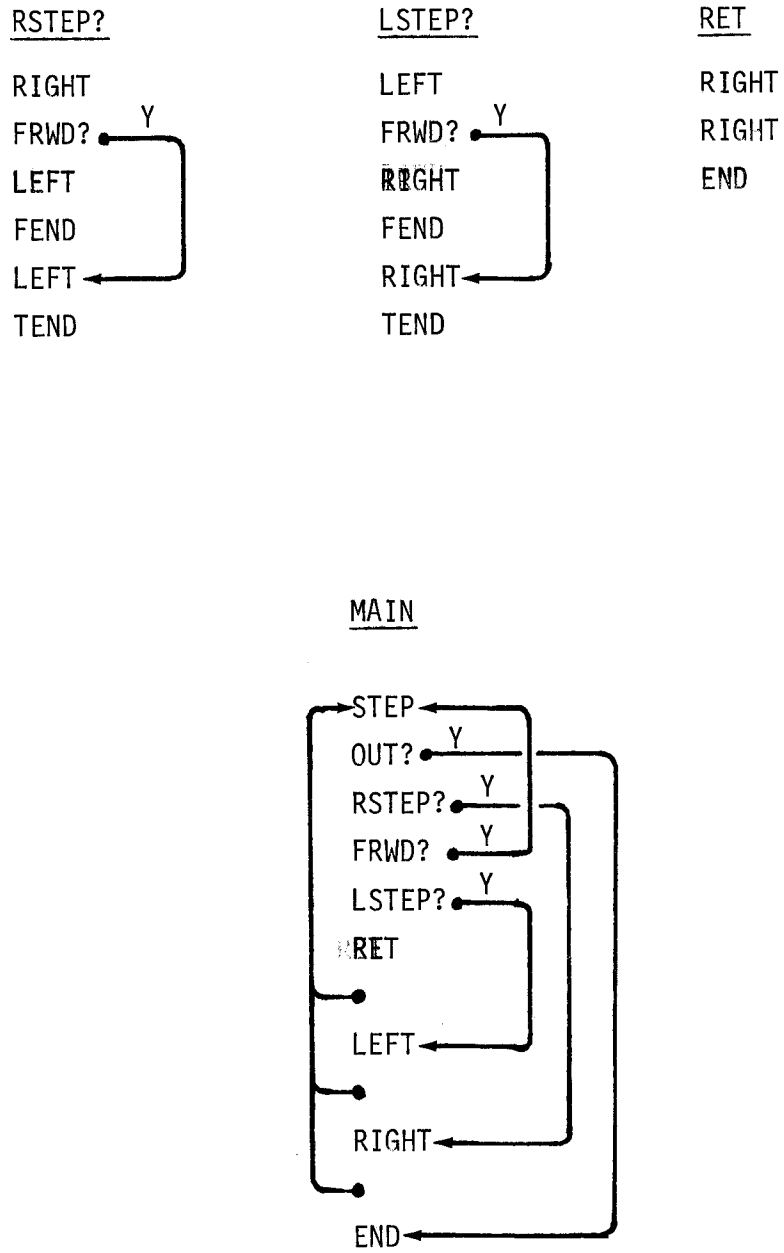 RSTEP?
RIGHT
FRWD? Y
LEFT
FEND
LEFT
TEND
LSTEP?
LEFT
FRWD? Y
RIGHT
FEND
RIGHT
TEND
RET
RIGHT
RIGHT
END
MAIN
STEP
OUT? Y
RSTEP? Y
FRWD? Y
LSTEP? Y
RET
LEFT
RIGHT
END